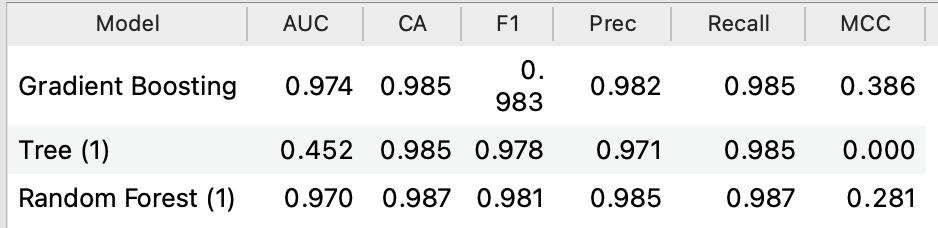 Model AUC CA F1 Prec Recall MCC
Gradient Boosting 0.974 0.985 0.983 0.982 0.985 0.386
Tree (1) 0.452 0.985 0.978 0.971 0.985 0.000
Random Forest (1) 0.970 0.987 0.981 0.985 0.987 0.281